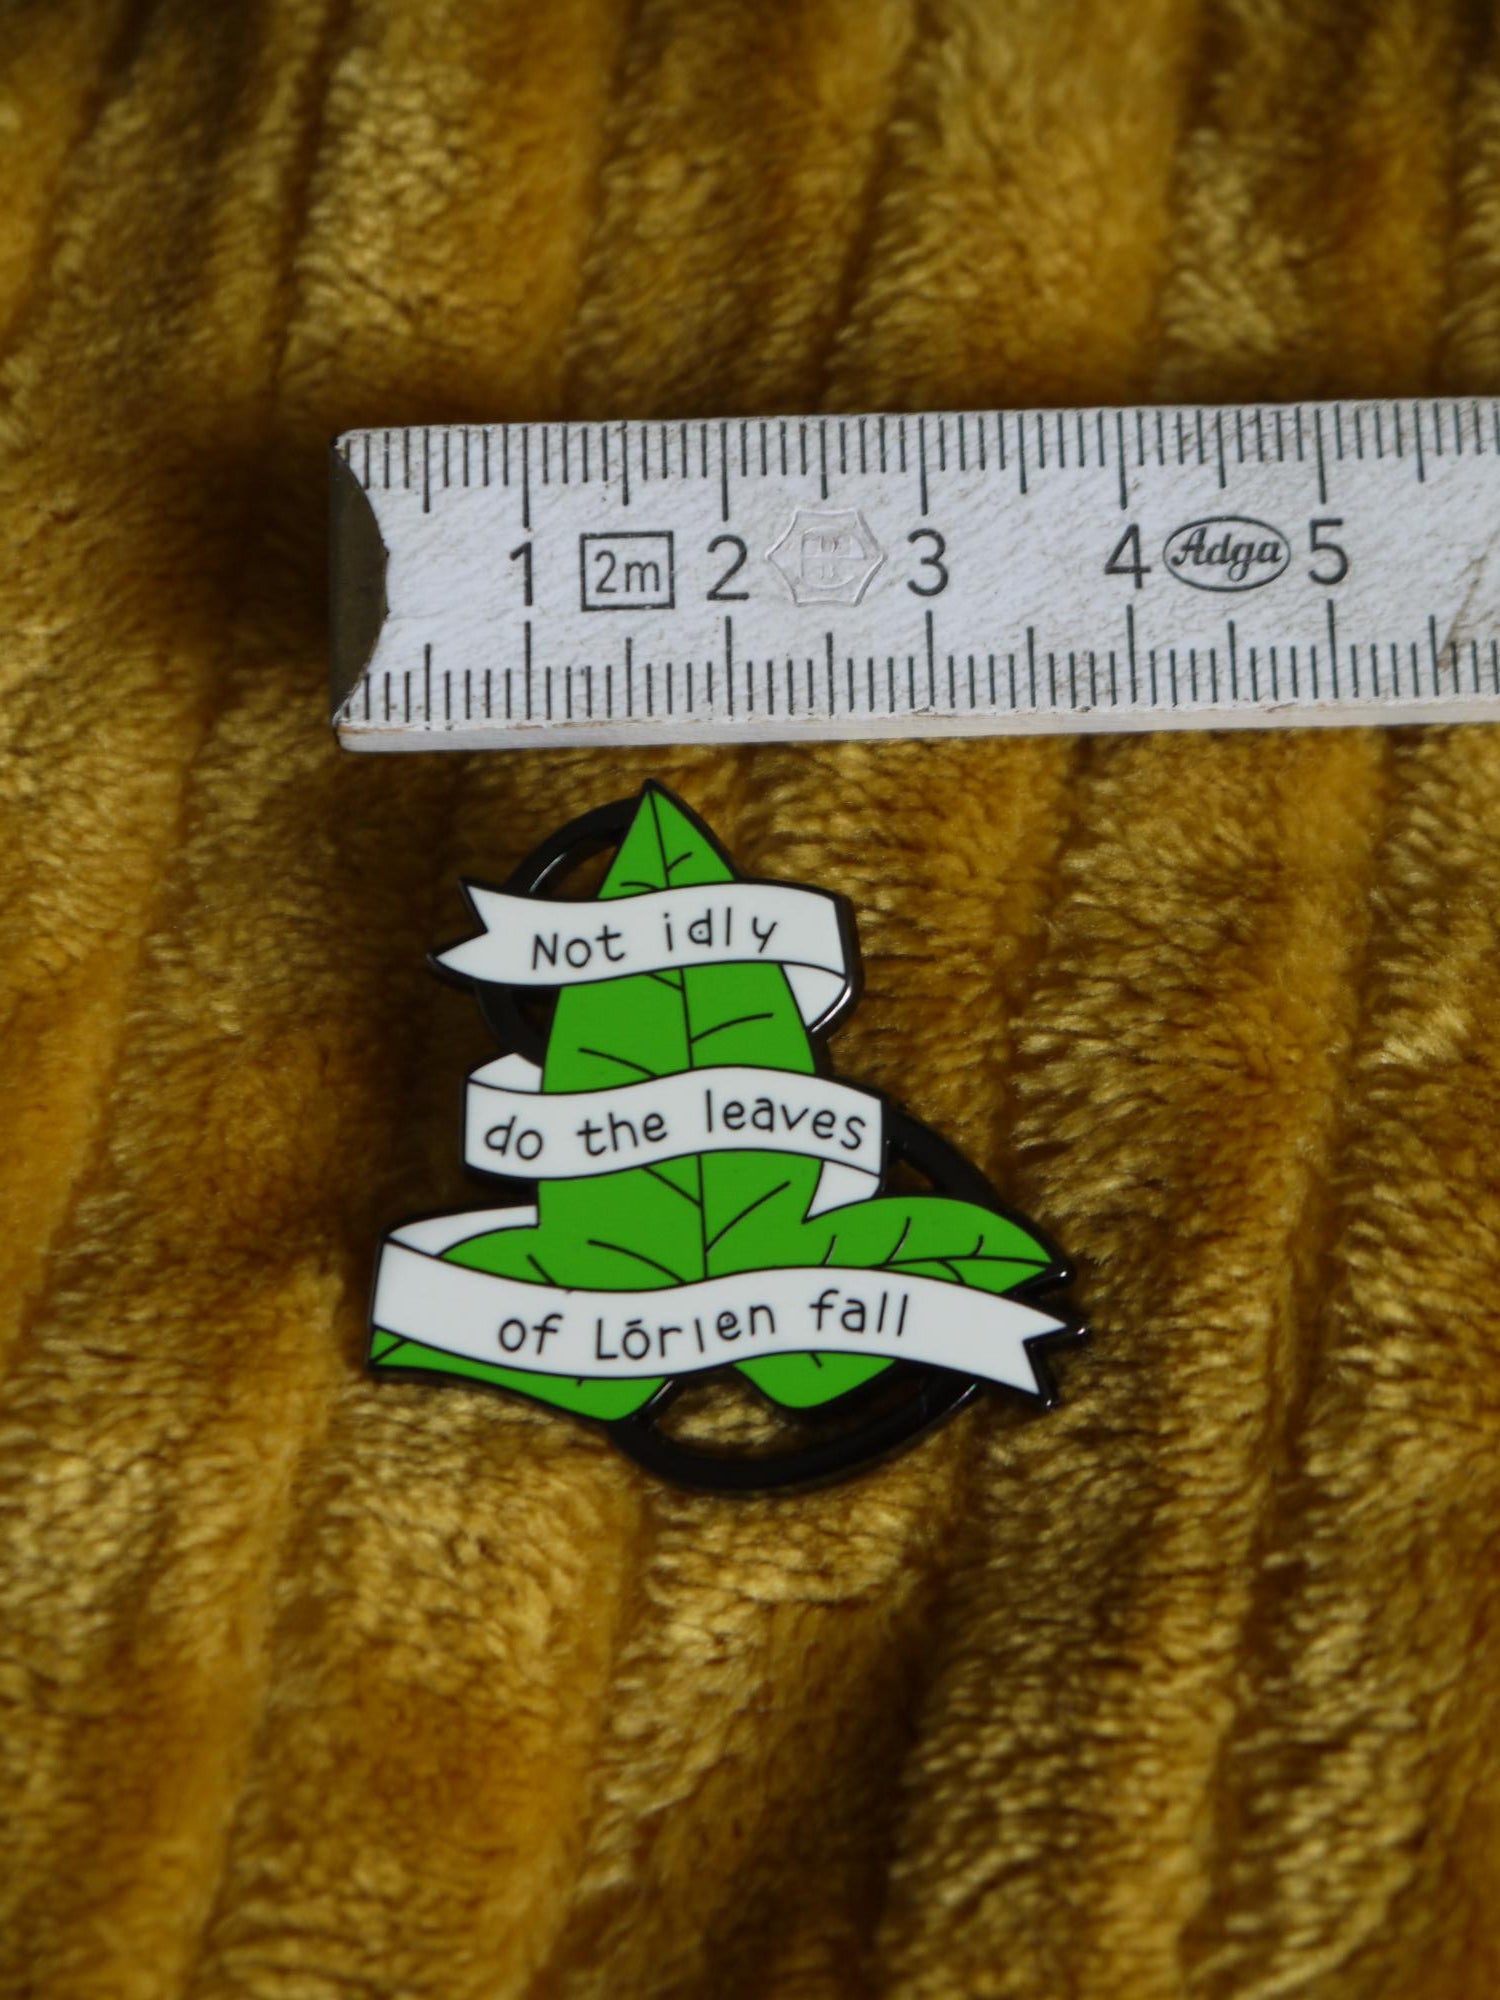 1 2m 2 3 4 Adga 5
Not idly
do the leaves
of Lōrien fall